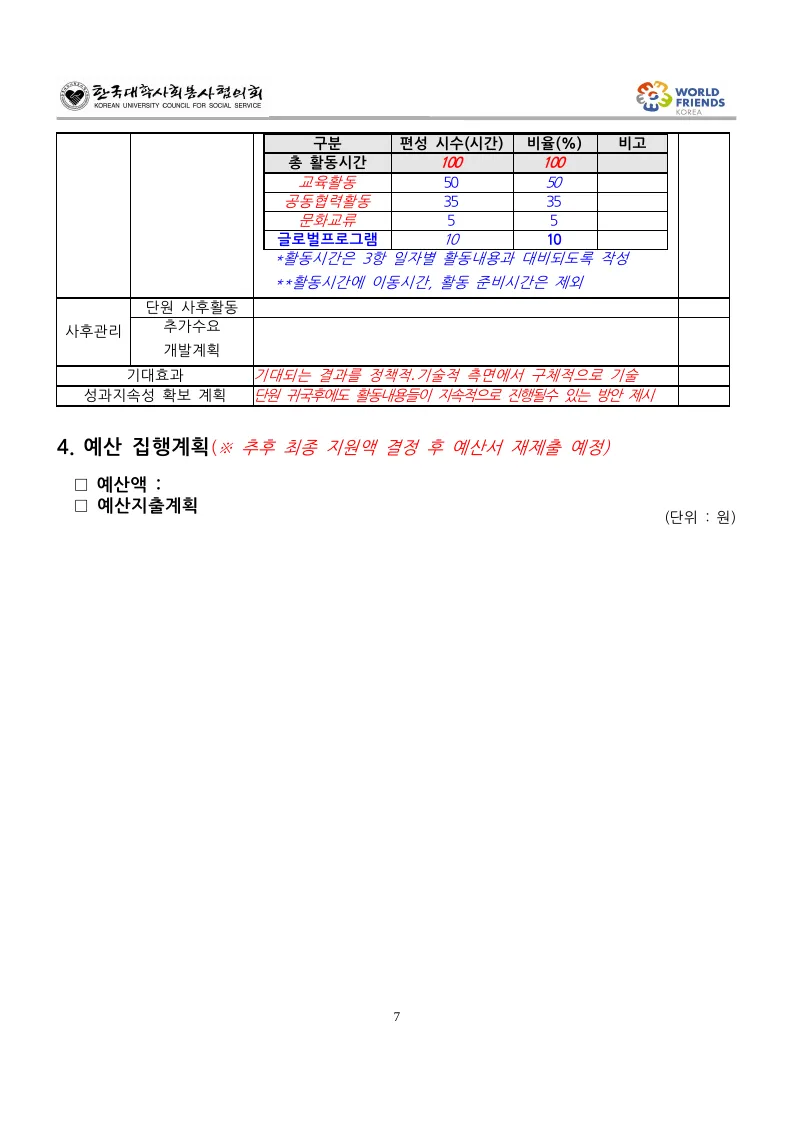 한국대학사회봉사협의회
KOREAN UNIVERSITY COUNCIL FOR SOCIAL SERVICE
WORLD
FRIENDS
KOREA
구분 편성 시수(시간) 비율(%) 비고
총 활동시간 100 100
교육활동 50 50
공동협력활동 35 35
문화교류 5 5
글로벌프로그램 10 10
*활동시간은 3항 일자별 활동내용과 대비되도록 작성
**활동시간에 이동시간, 활동 준비시간은 제외
사후관리
단원 사후활동
추가수요
개발계획
기대효과 기대되는 결과를 정책적.기술적 측면에서 구체적으로 기술
성과지속성 확보 계획 단원 귀국후에도 활동내용들이 지속적으로 진행될수 있는 방안 제시
4. 예산 집행계획(※ 추후 최종 지원액 결정 후 예산서 재제출 예정)
□ 예산액 :
□ 예산지출계획
(단위 : 원)
7